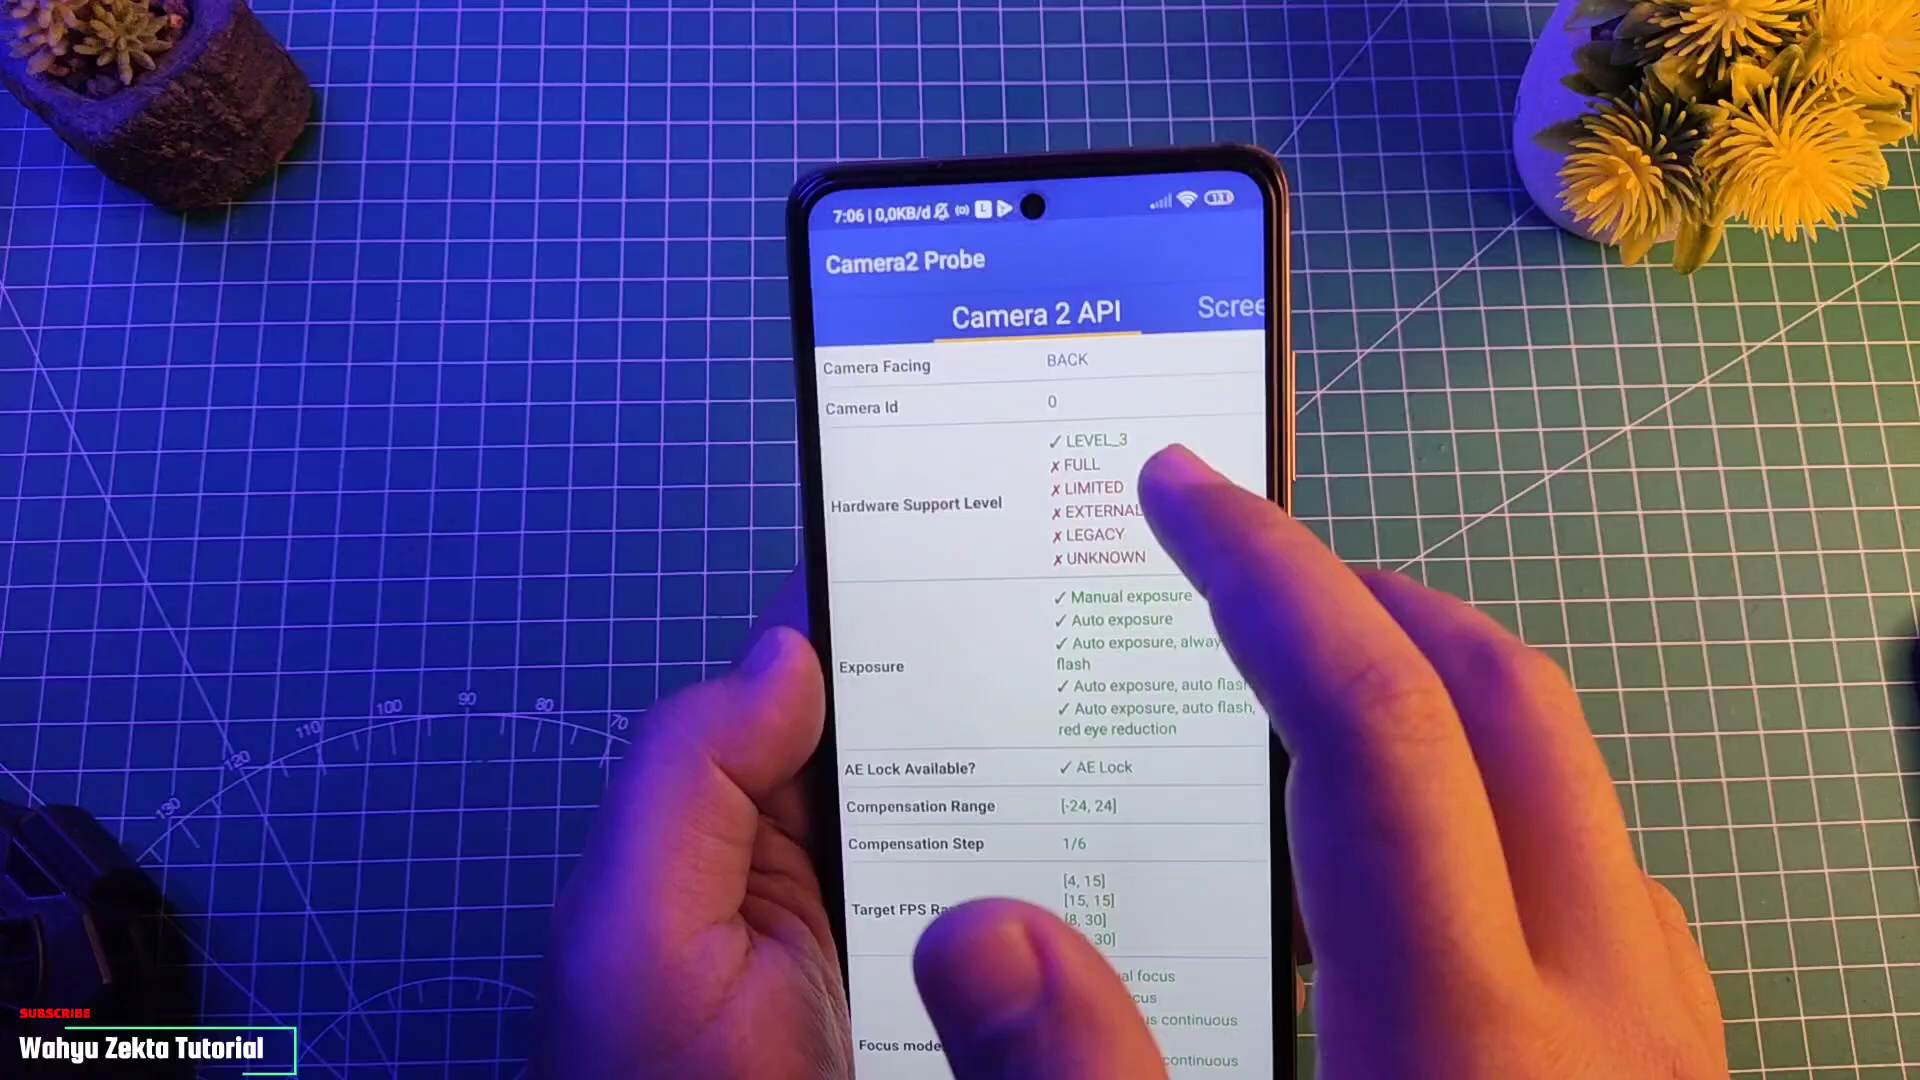 7:06 | 0,0KB/d
Camera2 Probe
Camera 2 API
Scree
Camera Facing
BACK
Camera Id
0
Hardware Support Level
✓ LEVEL_3
✗ FULL
✗ LIMITED
✗ EXTERNAL
✗ LEGACY
✗ UNKNOWN
Exposure
✓ Manual exposure
✓ Auto exposure
✓ Auto exposure, alway
flash
✓ Auto exposure, auto flash
✓ Auto exposure, auto flash,
red eye reduction
AE Lock Available?
✓ AE Lock
Compensation Range
[-24, 24]
Compensation Step
1/6
Target FPS Ra
[4, 15]
[15, 15]
[8, 30]
30]
Focus mode
al focus
cus
us continuous
continuous
130
120
110
100
90
80
70
SUBSCRIBE
Wahyu Zekta Tutorial